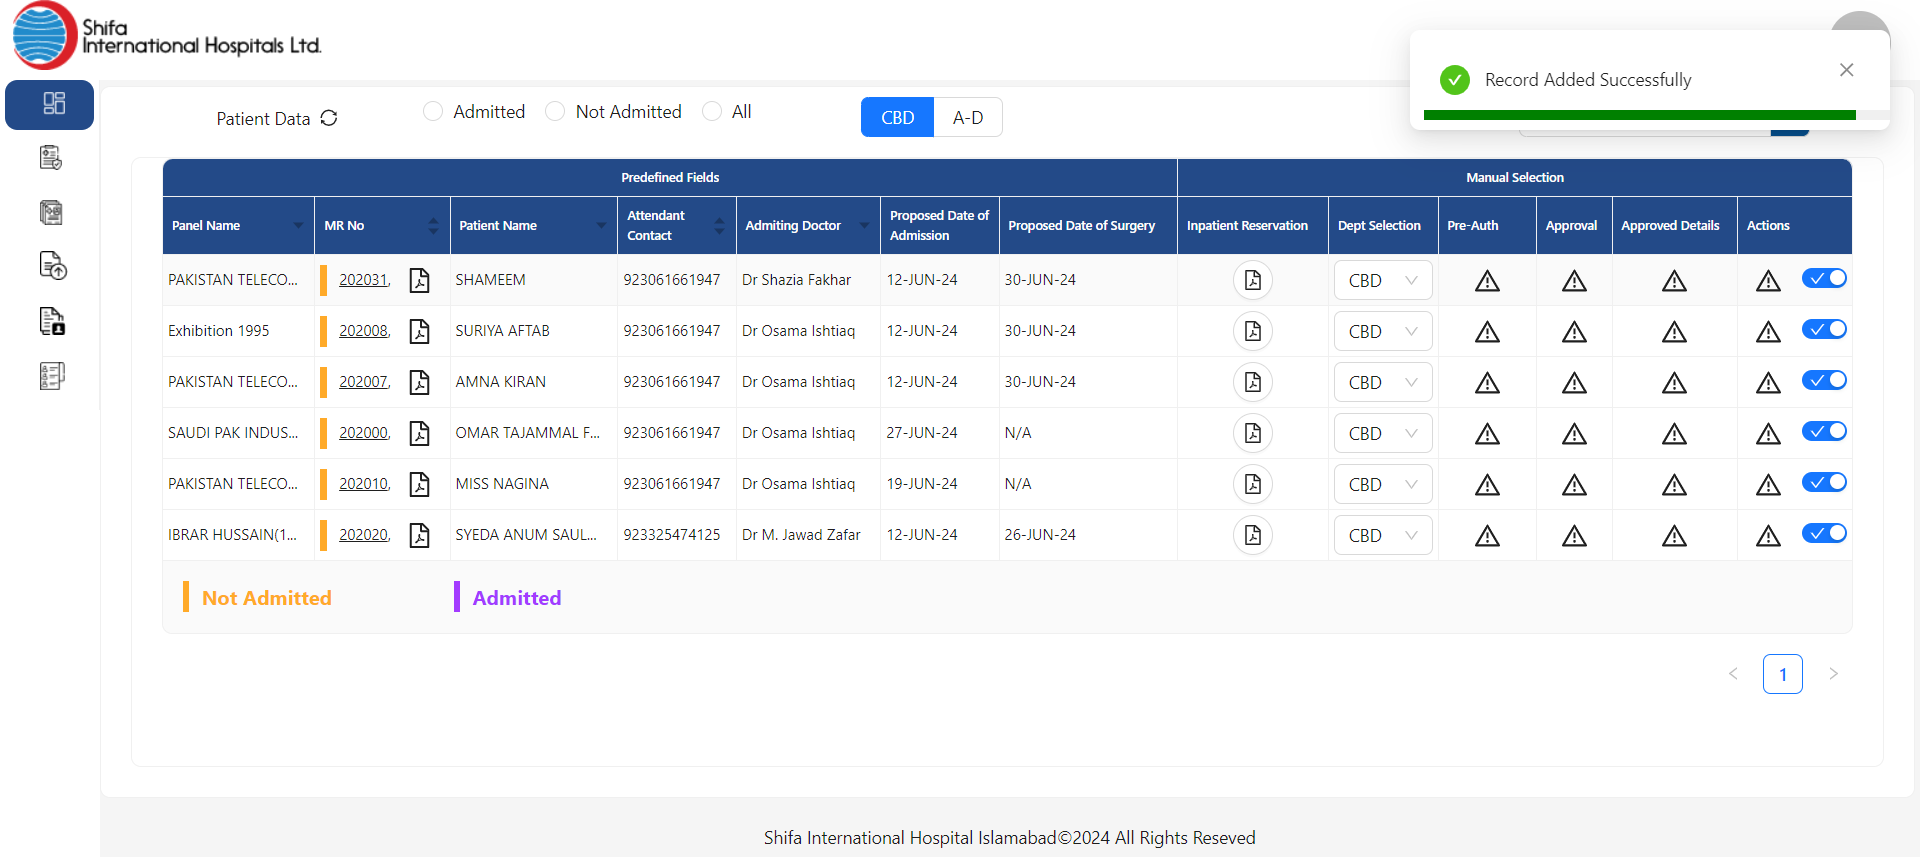 Shifa
International Hospitals Ltd.
Record Added Successfully
Patient Data
Admitted
Not Admitted
All
CBD
A-D
Predefined Fields
Manual Selection
Panel Name
MR No
Patient Name
Attendant
Contact
Admiting Doctor
Proposed Date of
Admission
Proposed Date of Surgery
Inpatient Reservation
Dept Selection
Pre-Auth
Approval
Approved Details
Actions
PAKISTAN TELECO... 202031, SHAMEEM 923061661947 Dr Shazia Fakhar 12-JUN-24 30-JUN-24 CBD
Exhibition 1995 202008, SURIYA AFTAB 923061661947 Dr Osama Ishtiaq 12-JUN-24 30-JUN-24 CBD
PAKISTAN TELECO... 202007, AMNA KIRAN 923061661947 Dr Osama Ishtiaq 12-JUN-24 30-JUN-24 CBD
SAUDI PAK INDUS... 202000, OMAR TAJAMMAL F... 923061661947 Dr Osama Ishtiaq 27-JUN-24 N/A CBD
PAKISTAN TELECO... 202010, MISS NAGINA 923061661947 Dr Osama Ishtiaq 19-JUN-24 N/A CBD
IBRAR HUSSAIN(1... 202020, SYEDA ANUM SAUL... 923325474125 Dr M. Jawad Zafar 12-JUN-24 26-JUN-24 CBD
Not Admitted
Admitted
< 1 >
Shifa International Hospital Islamabad©2024 All Rights Reseved